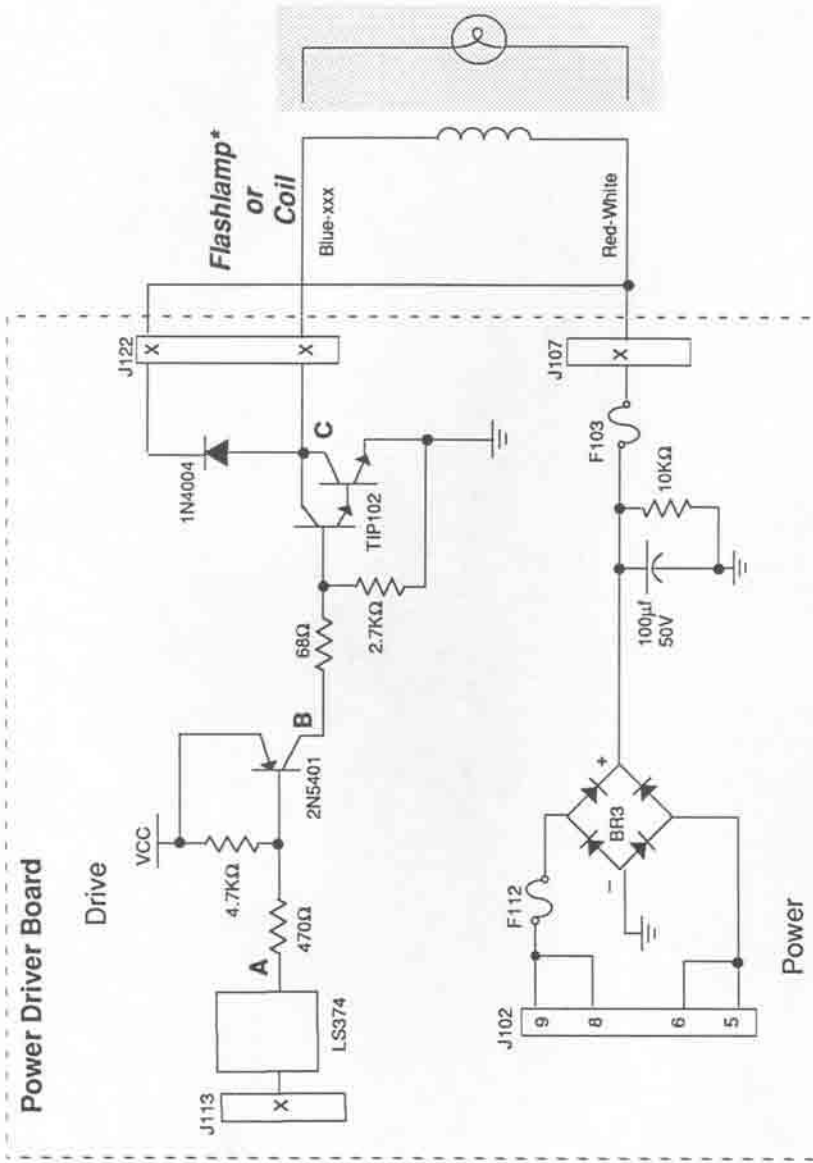 Power Driver Board
Drive
Flashlamp*
or
Coil
Blue-xxx
Red-White
J113
X
LS374
A
470Ω
4.7KΩ
VCC
2N5401
B
68Ω
2.7KΩ
TIP102
C
1N4004
J122
X
X
J102
9
8
6
5
F112
BR3
+
–
100µf
50V
10KΩ
F103
J107
X
Power